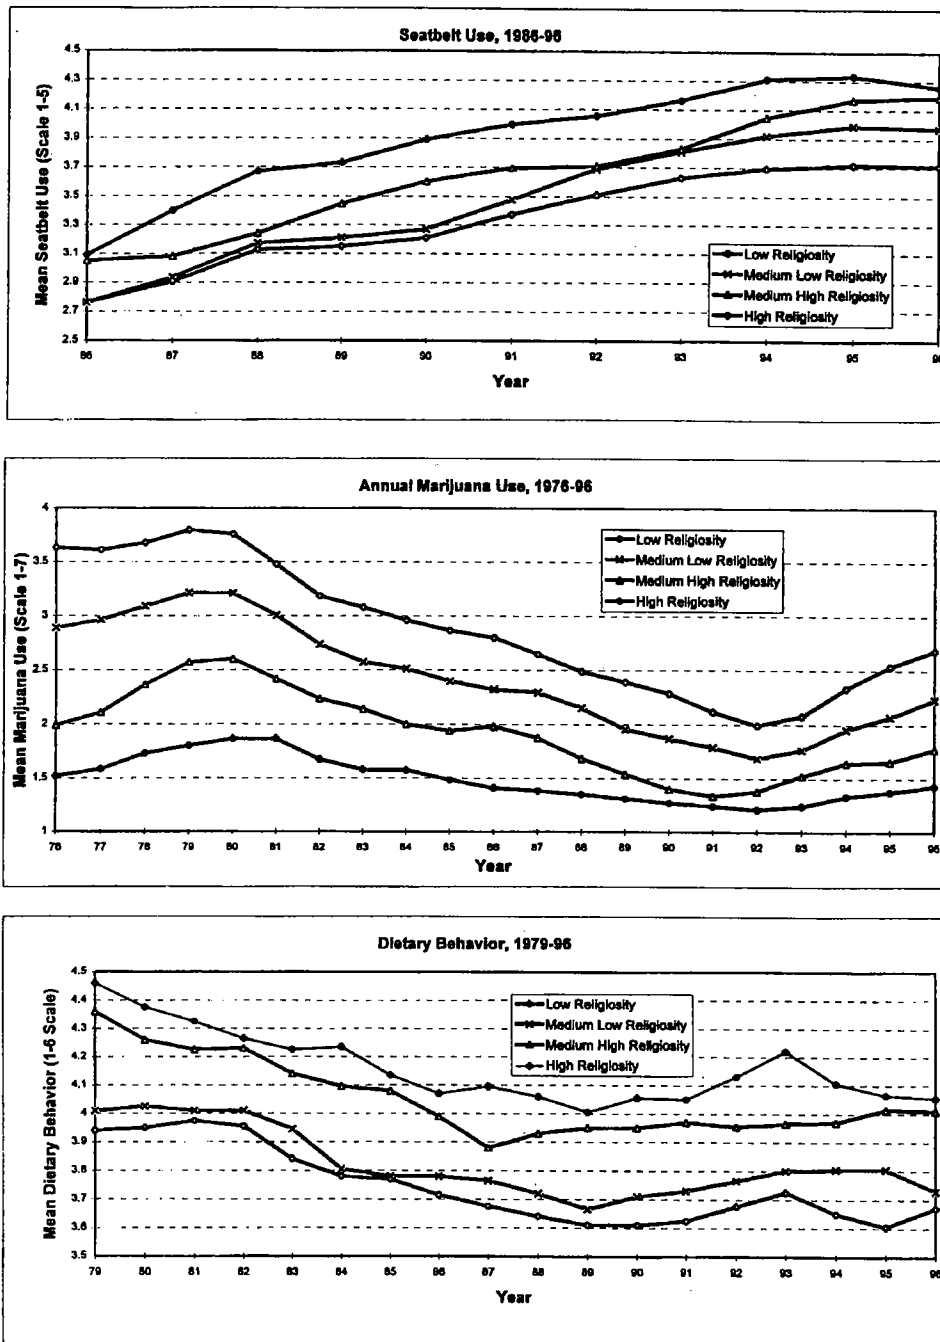 Seatbelt Use, 1986-96
Mean Seatbelt Use (Scale 1-5)
4.5
4.3
4.1
3.9
3.7
3.5
3.3
3.1
2.9
2.7
2.5
Low Religiosity
Medium Low Religiosity
Medium High Religiosity
High Religiosity
86 87 88 89 90 91 92 93 94 95 96
Year
Annual Marijuana Use, 1976-96
Mean Marijuana Use (Scale 1-7)
4
3.5
3
2.5
2
1.5
1
Low Religiosity
Medium Low Religiosity
Medium High Religiosity
High Religiosity
76 77 78 79 80 81 82 83 84 85 86 87 88 89 90 91 92 93 94 95 96
Year
Dietary Behavior, 1979-96
Mean Dietary Behavior (1-6 Scale)
4.5
4.4
4.3
4.2
4.1
4
3.9
3.8
3.7
3.6
3.5
Low Religiosity
Medium Low Religiosity
Medium High Religiosity
High Religiosity
79 80 81 82 83 84 85 86 87 88 89 90 91 92 93 94 95 96
Year